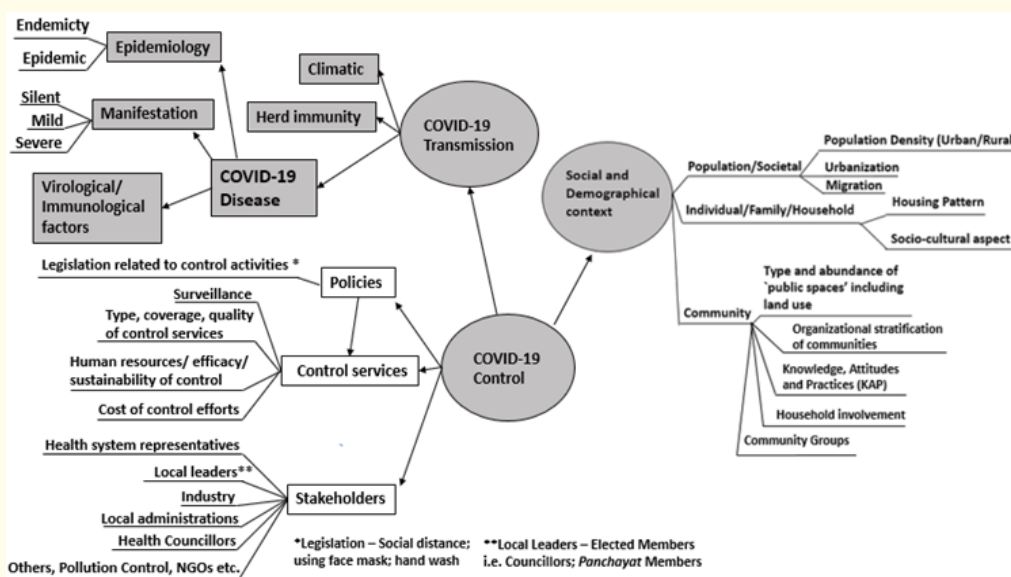 Endemicty
Epidemic
Epidemiology
Silent
Mild
Severe
Manifestation
Virological/
Immunological
factors
COVID-19
Disease
Climatic
Herd immunity
COVID-19
Transmission
Social and
Demographical
context
Population/Societal
Population Density (Urban/Rural
Urbanization
Migration
Individual/Family/Household
Housing Pattern
Socio-cultural aspect
Community
Type and abundance of
`public spaces' including
land use
Organizational stratification
of communities
Knowledge, Attitudes
and Practices (KAP)
Household involvement
Community Groups
Legislation related to control activities *
Policies
Surveillance
Type, coverage, quality
of control services
Human resources/ efficacy/
sustainability of control
Cost of control efforts
Control services
COVID-19
Control
Health system representatives
Local leaders**
Industry
Local administrations
Health Councillors
Others, Pollution Control, NGOs etc.
Stakeholders
*Legislation – Social distance;
using face mask; hand wash
**Local Leaders – Elected Members
i.e. Councillors; Panchayat Members